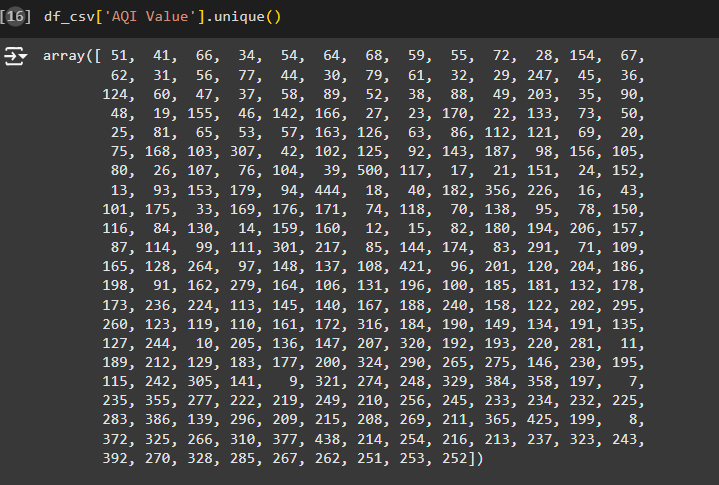 [16] df_csv['AQI Value'].unique()
array([ 51,  41,  66,  34,  54,  64,  68,  59,  55,  72,  28, 154,  67,
        62,  31,  56,  77,  44,  30,  79,  61,  32,  29, 247,  45,  36,
       124,  60,  47,  37,  58,  89,  52,  38,  88,  49, 203,  35,  90,
        48,  19, 155,  46, 142, 166,  27,  23, 170,  22, 133,  73,  50,
        25,  81,  65,  53,  57, 163, 126,  63,  86, 112, 121,  69,  20,
        75, 168, 103, 307,  42, 102, 125,  92, 143, 187,  98, 156, 105,
        80,  26, 107,  76, 104,  39, 500, 117,  17,  21, 151,  24, 152,
        13,  93, 153, 179,  94, 444,  18,  40, 182, 356, 226,  16,  43,
       101, 175,  33, 169, 176, 171,  74, 118,  70, 138,  95,  78, 150,
       116,  84, 130,  14, 159, 160,  12,  15,  82, 180, 194, 206, 157,
        87, 114,  99, 111, 301, 217,  85, 144, 174,  83, 291,  71, 109,
       165, 128, 264,  97, 148, 137, 108, 421,  96, 201, 120, 204, 186,
       198,  91, 162, 279, 164, 106, 131, 196, 100, 185, 181, 132, 178,
       173, 236, 224, 113, 145, 140, 167, 188, 240, 158, 122, 202, 295,
       260, 123, 119, 110, 161, 172, 316, 184, 190, 149, 134, 191, 135,
       127, 244,  10, 205, 136, 147, 207, 320, 192, 193, 220, 281,  11,
       189, 212, 129, 183, 177, 200, 324, 290, 265, 275, 146, 230, 195,
       115, 242, 305, 141,   9, 321, 274, 248, 329, 384, 358, 197,   7,
       235, 355, 277, 222, 219, 249, 210, 256, 245, 233, 234, 232, 225,
       283, 386, 139, 296, 209, 215, 208, 269, 211, 365, 425, 199,   8,
       372, 325, 266, 310, 377, 438, 214, 254, 216, 213, 237, 323, 243,
       392, 270, 328, 285, 267, 262, 251, 253, 252])